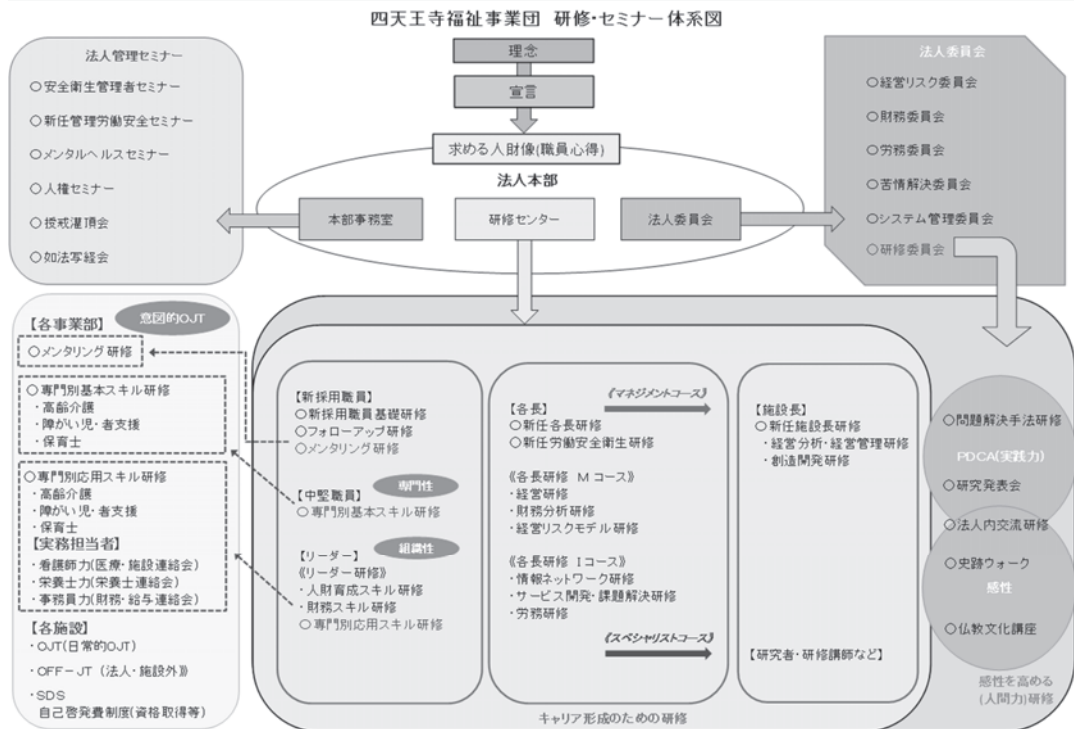 四天王寺福祉事業団 研修・セミナー体系図
法人管理セミナー
○安全衛生管理者セミナー
○新任管理労働安全セミナー
○メンタルヘルスセミナー
○人権セミナー
○授戒灌頂会
○如法写経会
理念
宣言
求める人財像(職員心得)
法人本部
本部事務室
研修センター
法人委員会
法人委員会
○経営リスク委員会
○財務委員会
○労務委員会
○苦情解決委員会
○システム管理委員会
○研修委員会
【各事業部】
意図的OJT
○メンタリング研修
○専門別基本スキル研修
・高齢介護
・障がい児・者支援
・保育士
○専門別応用スキル研修
・高齢介護
・障がい児・者支援
・保育士
【実務担当者】
・看護師力(医療・施設連絡会)
・栄養士力(栄養士連絡会)
・事務員力(財務・給与連絡会)
【各施設】
・OJT(日常的OJT)
・OFF-JT (法人・施設外)》
・SDS
自己啓発費制度(資格取得等)
【新採用職員】
○新採用職員基礎研修
○フォローアップ研修
○メンタリング研修
専門性
【中堅職員】
○専門別基本スキル研修
組織性
【リーダー】
《リーダー研修》
・人財育成スキル研修
・財務スキル研修
○専門別応用スキル研修
《マネジメントコース》
【各長】
○新任各長研修
○新任労働安全衛生研修
《各長研修 Mコース》
・経営研修
・財務分析研修
・経営リスクモデル研修
《各長研修 Iコース》
・情報ネットワーク研修
・サービス開発・課題解決研修
・労務研修
《スペシャリストコース》
【施設長】
○新任施設長研修
・経営分析・経営管理研修
・創造開発研修
【研究者・研修講師など】
キャリア形成のための研修
○問題解決手法研修
PDCA(実践力)
○研究発表会
○法人内交流研修
○史跡ウォーク
感性
○仏教文化講座
感性を高める
(人間力)研修